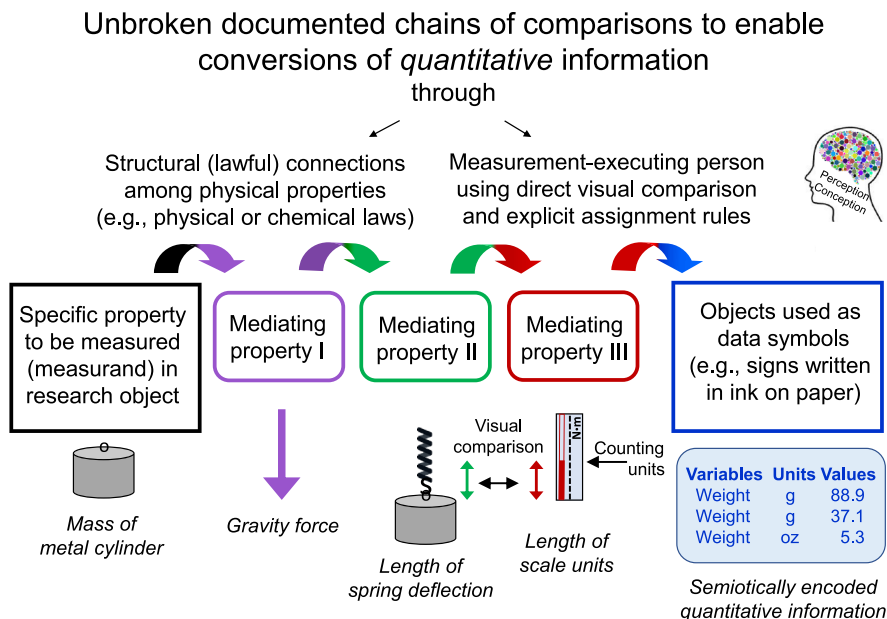 Unbroken documented chains of comparisons to enable
conversions of quantitative information
through
Structural (lawful) connections
among physical properties
(e.g., physical or chemical laws)
Measurement-executing person
using direct visual comparison
and explicit assignment rules
Perception
Conception
Specific property
to be measured
(measurand) in
research object
Mediating
property I
Mediating
property II
Mediating
property III
Objects used as
data symbols
(e.g., signs written
in ink on paper)
Mass of
metal cylinder
Gravity force
Visual
comparison
N·m
Counting
units
Length of
spring deflection
Length of
scale units
Variables Units Values
Weight g 88.9
Weight g 37.1
Weight oz 5.3
Semiotically encoded
quantitative information